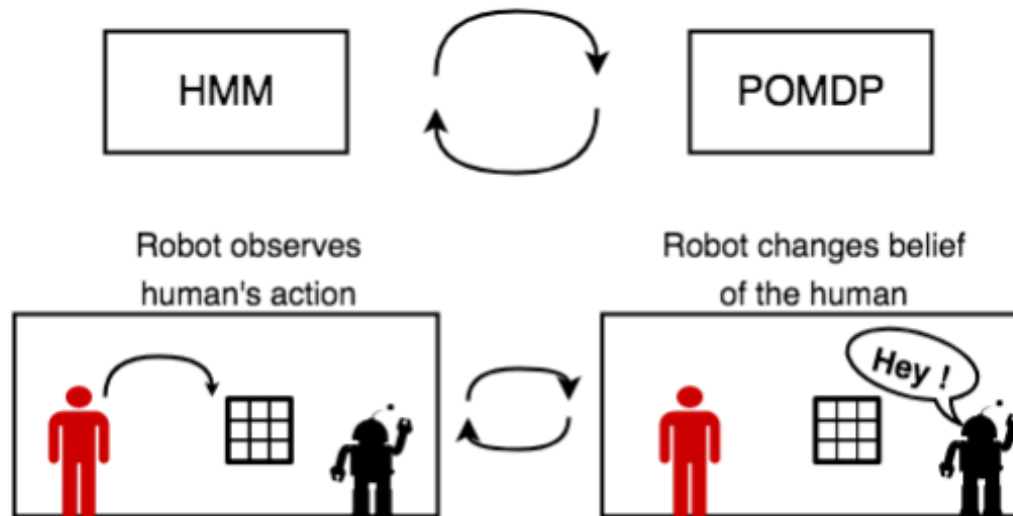 HMM
POMDP
Robot observes
human's action
Robot changes belief
of the human
Hey !